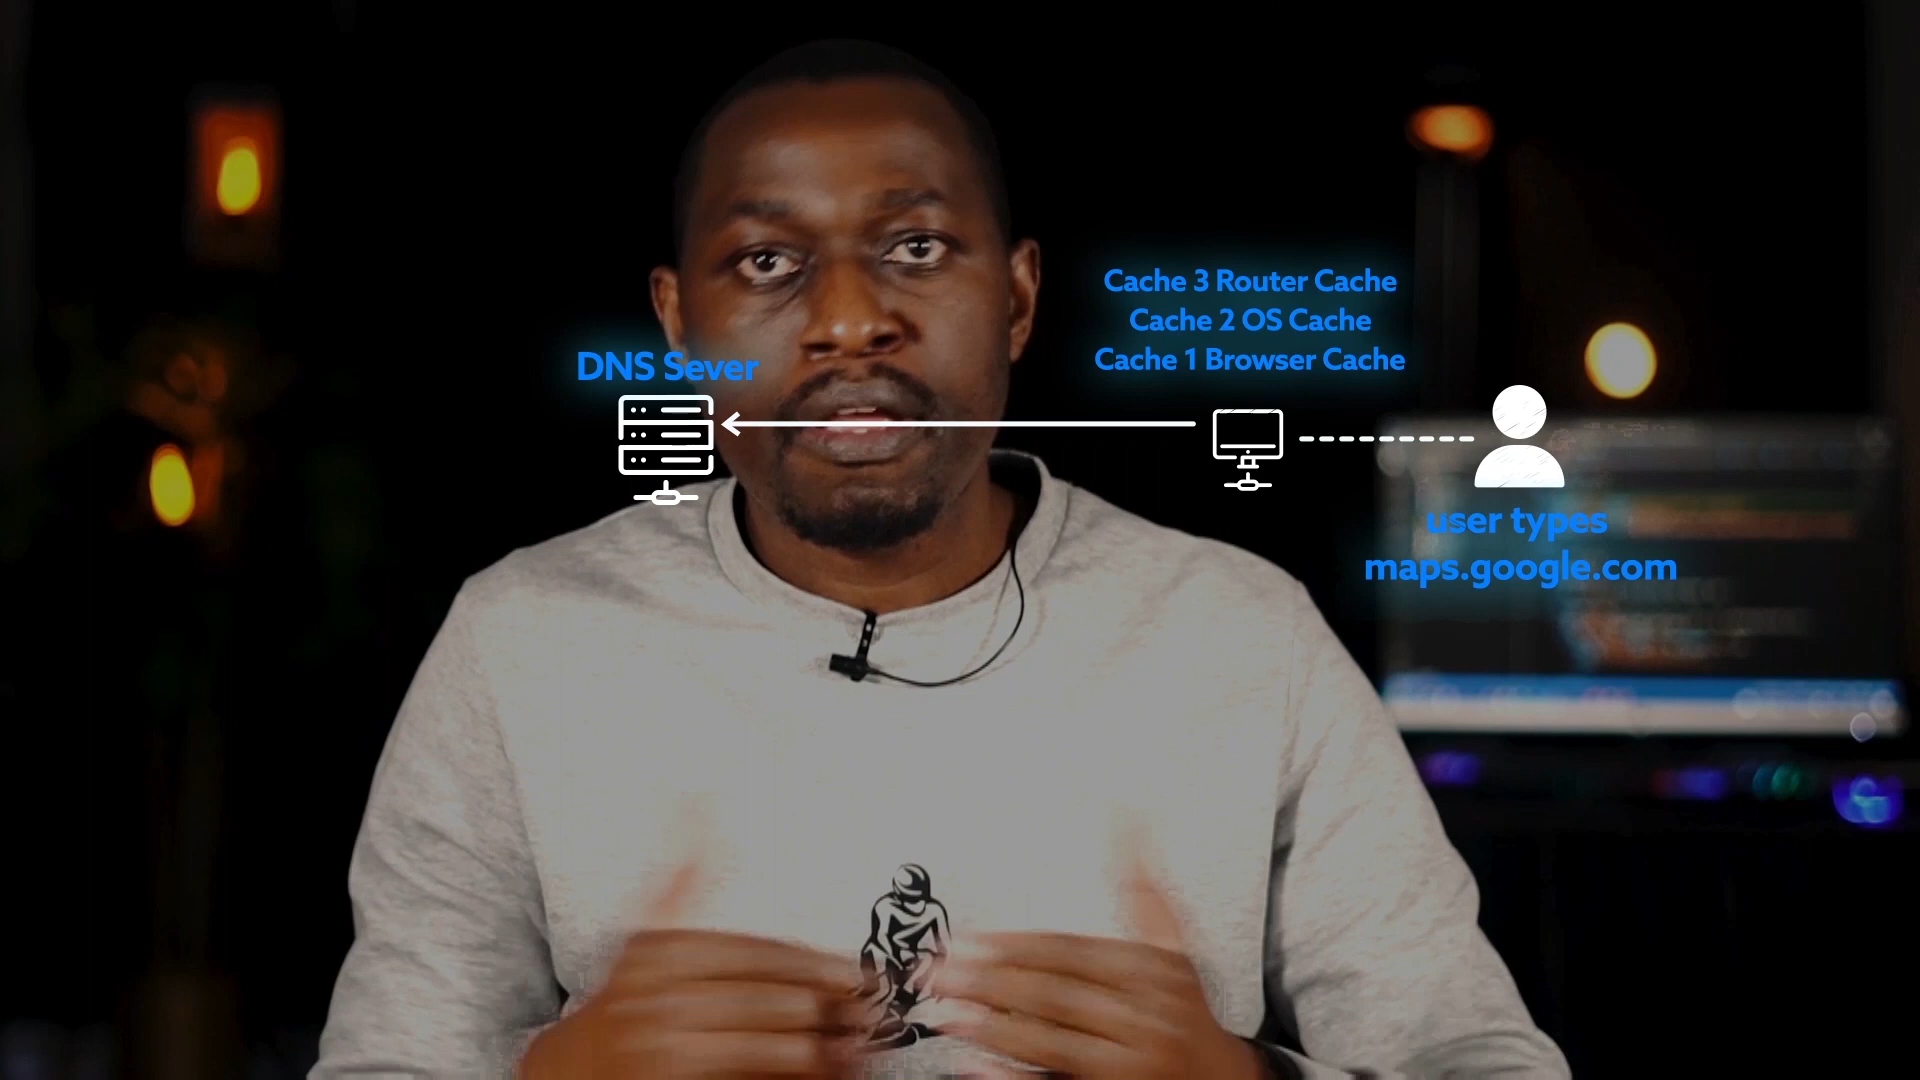 Cache 3 Router Cache
Cache 2 OS Cache
Cache 1 Browser Cache
DNS Sever
user types
maps.google.com